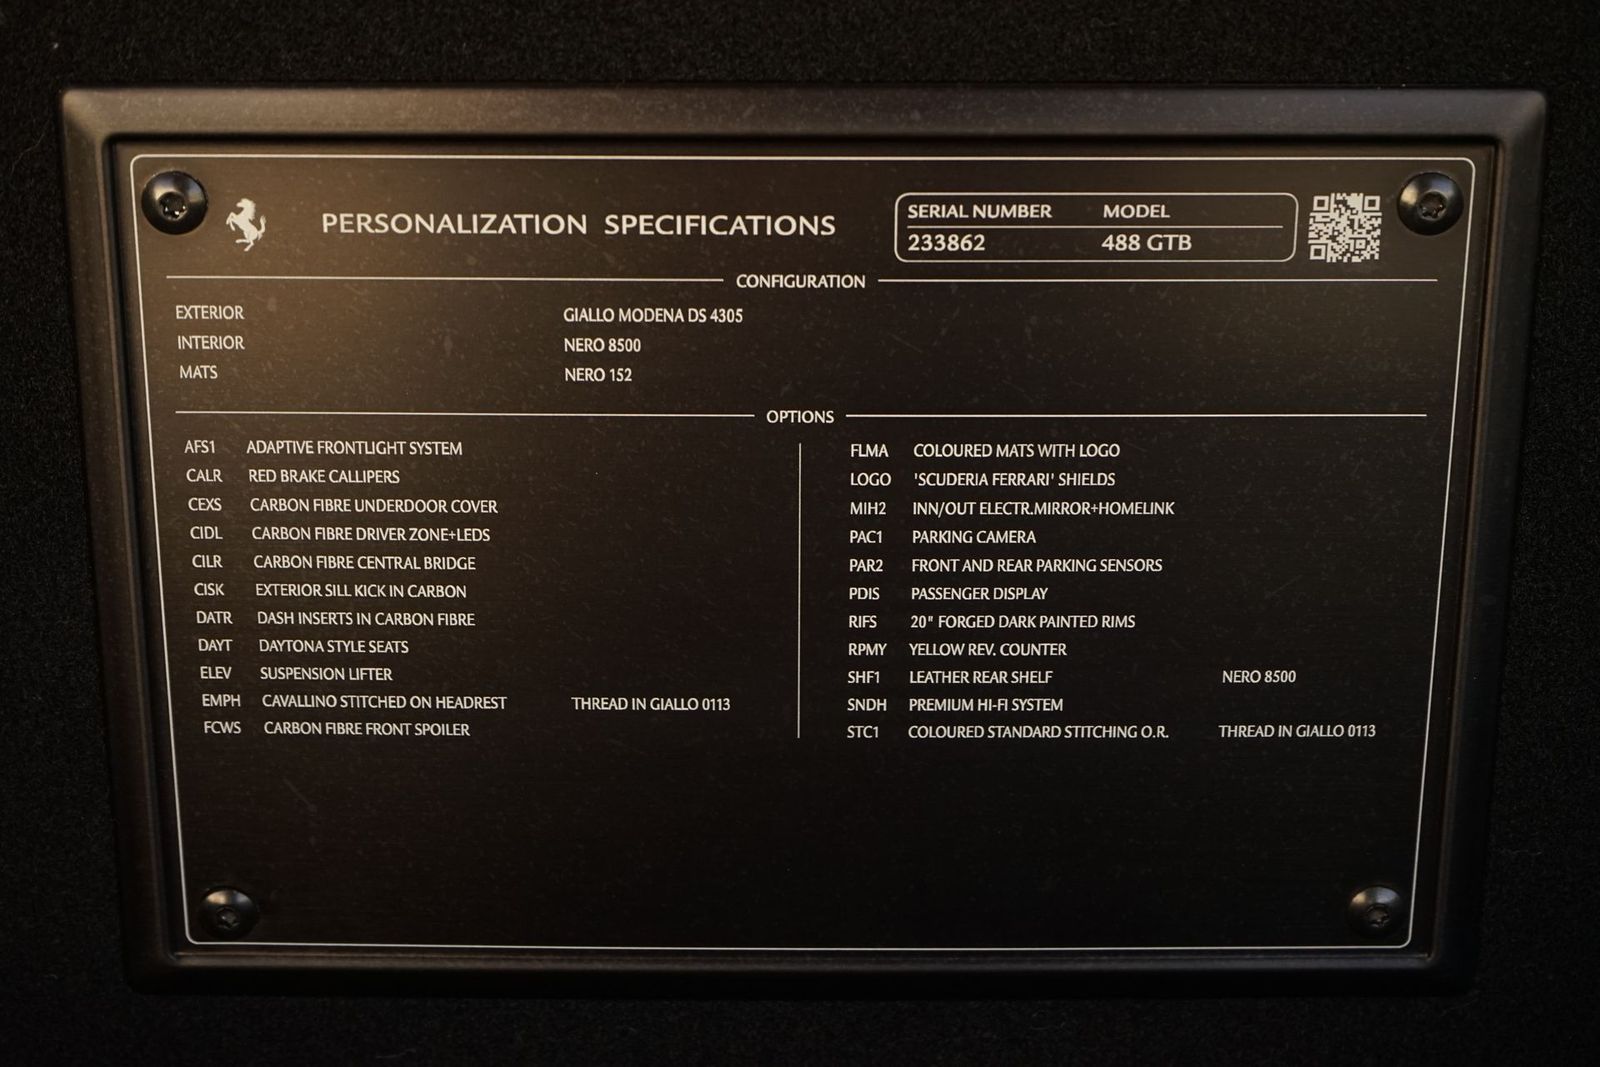 PERSONALIZATION SPECIFICATIONS
SERIAL NUMBER MODEL
233862 488 GTB
CONFIGURATION
EXTERIOR GIALLO MODENA DS 4305
INTERIOR NERO 8500
MATS NERO 152
OPTIONS
AFS1 ADAPTIVE FRONTLIGHT SYSTEM
CALR RED BRAKE CALLIPERS
CEXS CARBON FIBRE UNDERDOOR COVER
CIDL CARBON FIBRE DRIVER ZONE+LEDS
CILR CARBON FIBRE CENTRAL BRIDGE
CISK EXTERIOR SILL KICK IN CARBON
DATR DASH INSERTS IN CARBON FIBRE
DAYT DAYTONA STYLE SEATS
ELEV SUSPENSION LIFTER
EMPH CAVALLINO STITCHED ON HEADREST THREAD IN GIALLO 0113
FCWS CARBON FIBRE FRONT SPOILER
FLMA COLOURED MATS WITH LOGO
LOGO 'SCUDERIA FERRARI' SHIELDS
MIH2 INN/OUT ELECTR.MIRROR+HOMELINK
PAC1 PARKING CAMERA
PAR2 FRONT AND REAR PARKING SENSORS
PDIS PASSENGER DISPLAY
RIFS 20" FORGED DARK PAINTED RIMS
RPMY YELLOW REV. COUNTER
SHF1 LEATHER REAR SHELF NERO 8500
SNDH PREMIUM HI-FI SYSTEM
STC1 COLOURED STANDARD STITCHING O.R. THREAD IN GIALLO 0113